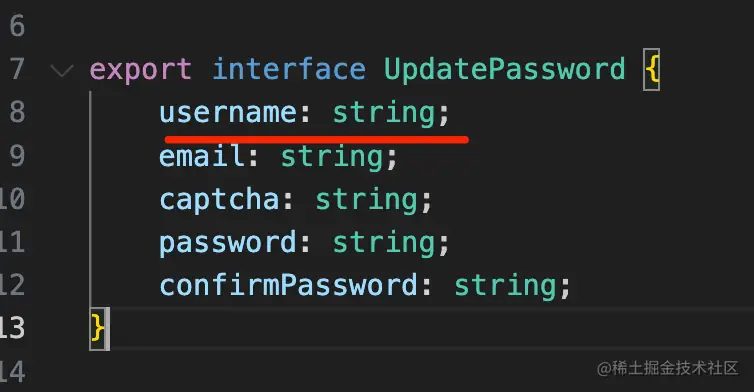 6
7 export interface UpdatePassword {
8 username: string;
9 email: string;
10 captcha: string;
11 password: string;
12 confirmPassword: string;
13 }
14
@稀土掘金技术社区